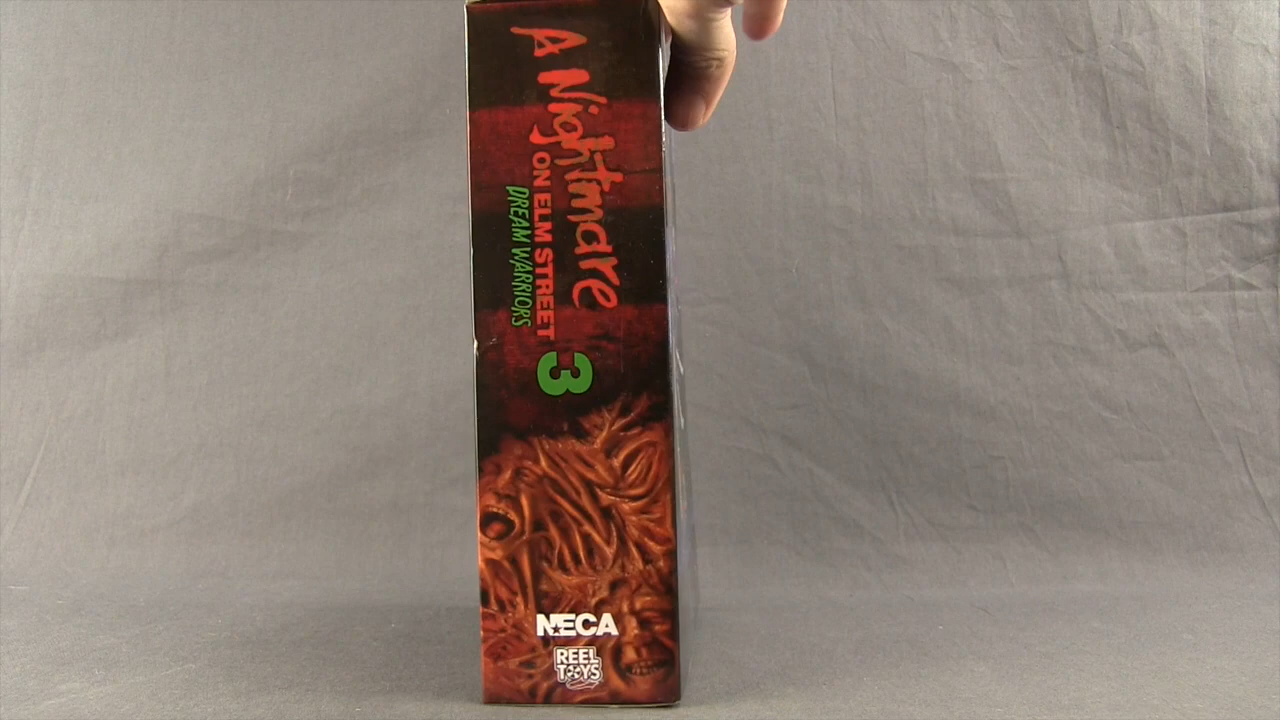 A Nightmare
ON ELM STREET 3
DREAM WARRIORS
NECA
REEL
TOYS